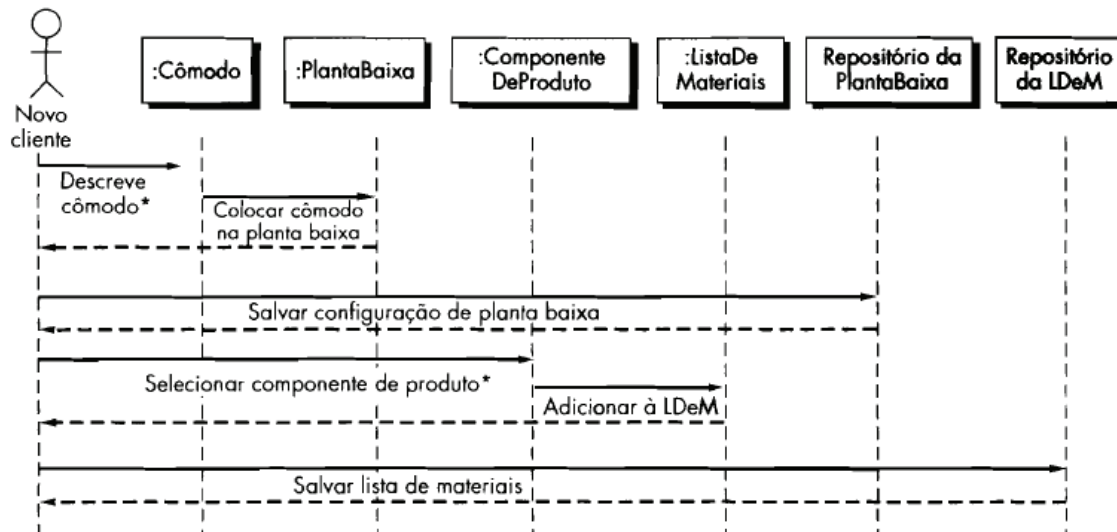 :Cômodo
:PlantaBaixa
:Componente
DeProduto
:ListaDe
Materiais
Repositório da
PlantaBaixa
Repositório
da LDeM
Novo
cliente
Descreve
cômodo*
Colocar cômodo
na planta baixa
Salvar configuração de planta baixa
Selecionar componente de produto*
Adicionar à LDeM
Salvar lista de materiais